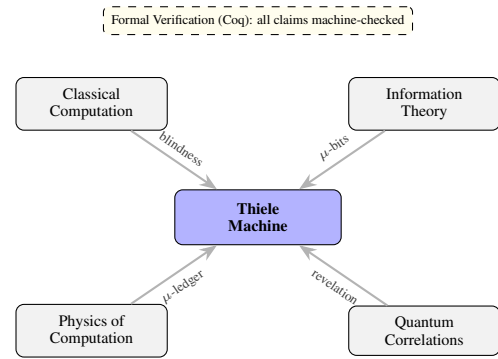 Formal Verification (Coq): all claims machine-checked
Classical
Computation
Information
Theory
blindness
μ-bits
Thiele
Machine
μ-ledger
revelation
Physics of
Computation
Quantum
Correlations